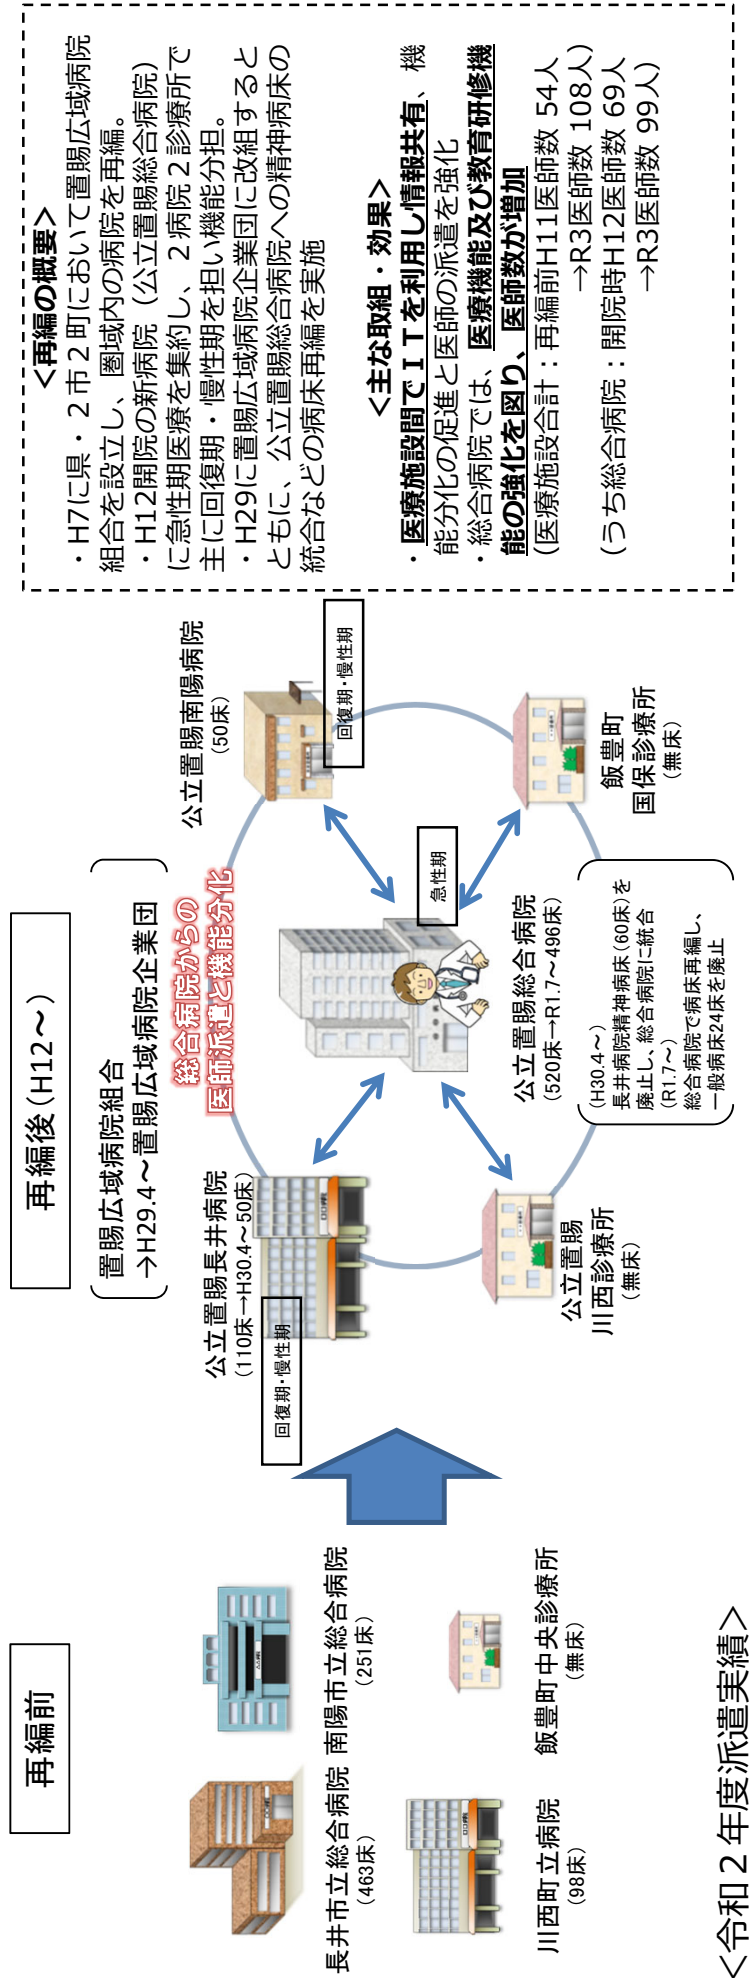 再編前
長井市立総合病院
(463床)
南陽市立総合病院
(251床)
川西町立病院
(98床)
飯豊町中央診療所
(無床)
<令和２年度派遣実績>
再編後(H12～)
置賜広域病院組合
→H29.4～置賜広域病院企業団
総合病院からの
医師派遣と機能分化
公立置賜長井病院
(110床→H30.4～50床)
回復期・慢性期
公立置賜南陽病院
(50床)
回復期・慢性期
急性期
公立置賜総合病院
(520床→R1.7～496床)
(H30.4～)
長井病院精神病床(60床)を
廃止し、総合病院に統合
(R1.7～)
総合病院で病床再編し、
一般病床24床を廃止
公立置賜
川西診療所
(無床)
飯豊町
国保診療所
(無床)
＜再編の概要＞
・H7に県・２市２町において置賜広域病院
組合を設立し、圏域内の病院を再編。
・H12開院の新病院（公立置賜総合病院）
に急性期医療を集約し、２病院２診療所で
主に回復期・慢性期を担い機能分担。
・H29に置賜広域病院企業団に改組すると
ともに、公立置賜総合病院への精神病床の
統合などの病床再編を実施
＜主な取組・効果＞
・医療施設間でＩＴを利用し情報共有、機
能分化の促進と医師の派遣を強化
・総合病院では、医療機能及び教育研修機
能の強化を図り、医師数が増加
(医療施設合計：再編前H11医師数 54人
→R3医師数 108人)
(うち総合病院：開院時H12医師数 69人
→R3医師数 99人)